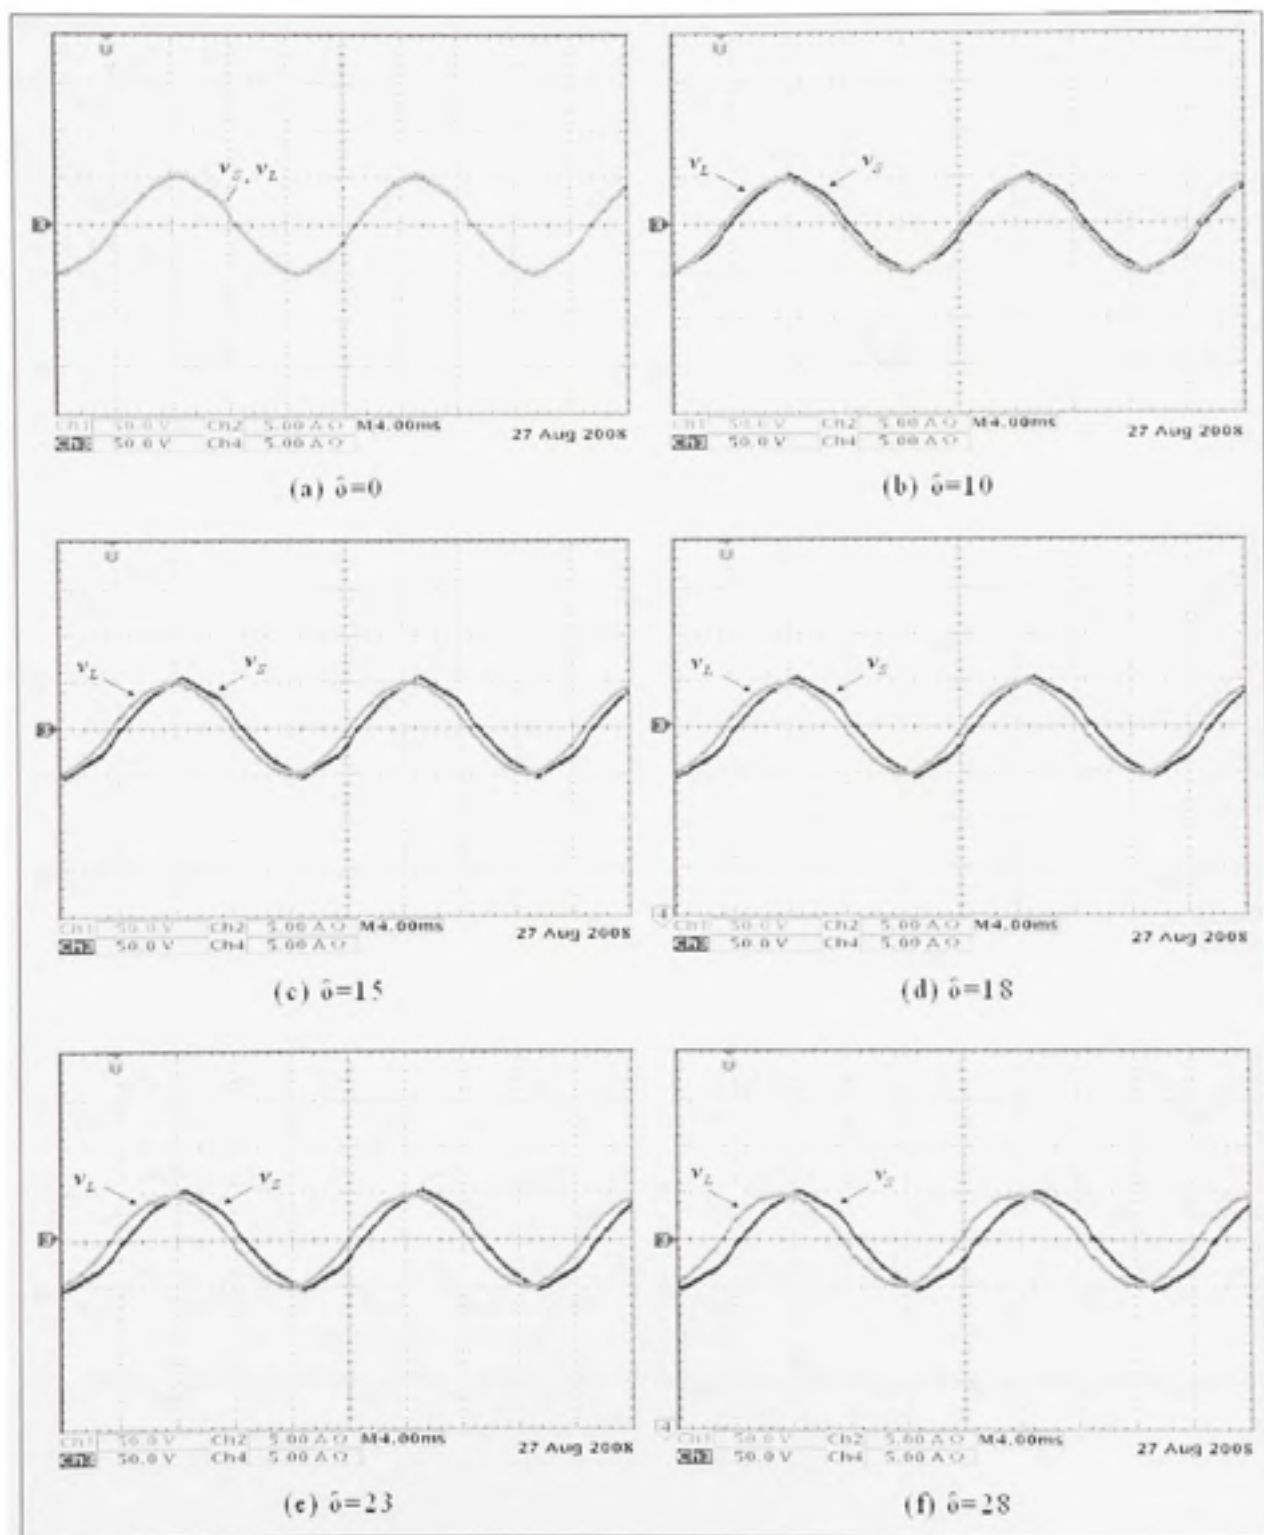 v_S, v_L
Ch1 50.0 V Ch2 5.00 A Ω M4.00ms
Ch3 50.0 V Ch4 5.00 A Ω 27 Aug 2008
(a) δ=0
v_L v_S
Ch1 50.0 V Ch2 5.00 A Ω M4.00ms
Ch3 50.0 V Ch4 5.00 A Ω 27 Aug 2008
(b) δ=10
v_L v_S
Ch1 50.0 V Ch2 5.00 A Ω M4.00ms
Ch3 50.0 V Ch4 5.00 A Ω 27 Aug 2008
(c) δ=15
v_L v_S
Ch1 50.0 V Ch2 5.00 A Ω M4.00ms
Ch3 50.0 V Ch4 5.00 A Ω 27 Aug 2008
(d) δ=18
v_L v_S
Ch1 50.0 V Ch2 5.00 A Ω M4.00ms
Ch3 50.0 V Ch4 5.00 A Ω 27 Aug 2008
(e) δ=23
v_L v_S
Ch1 50.0 V Ch2 5.00 A Ω M4.00ms
Ch3 50.0 V Ch4 5.00 A Ω 27 Aug 2008
(f) δ=28